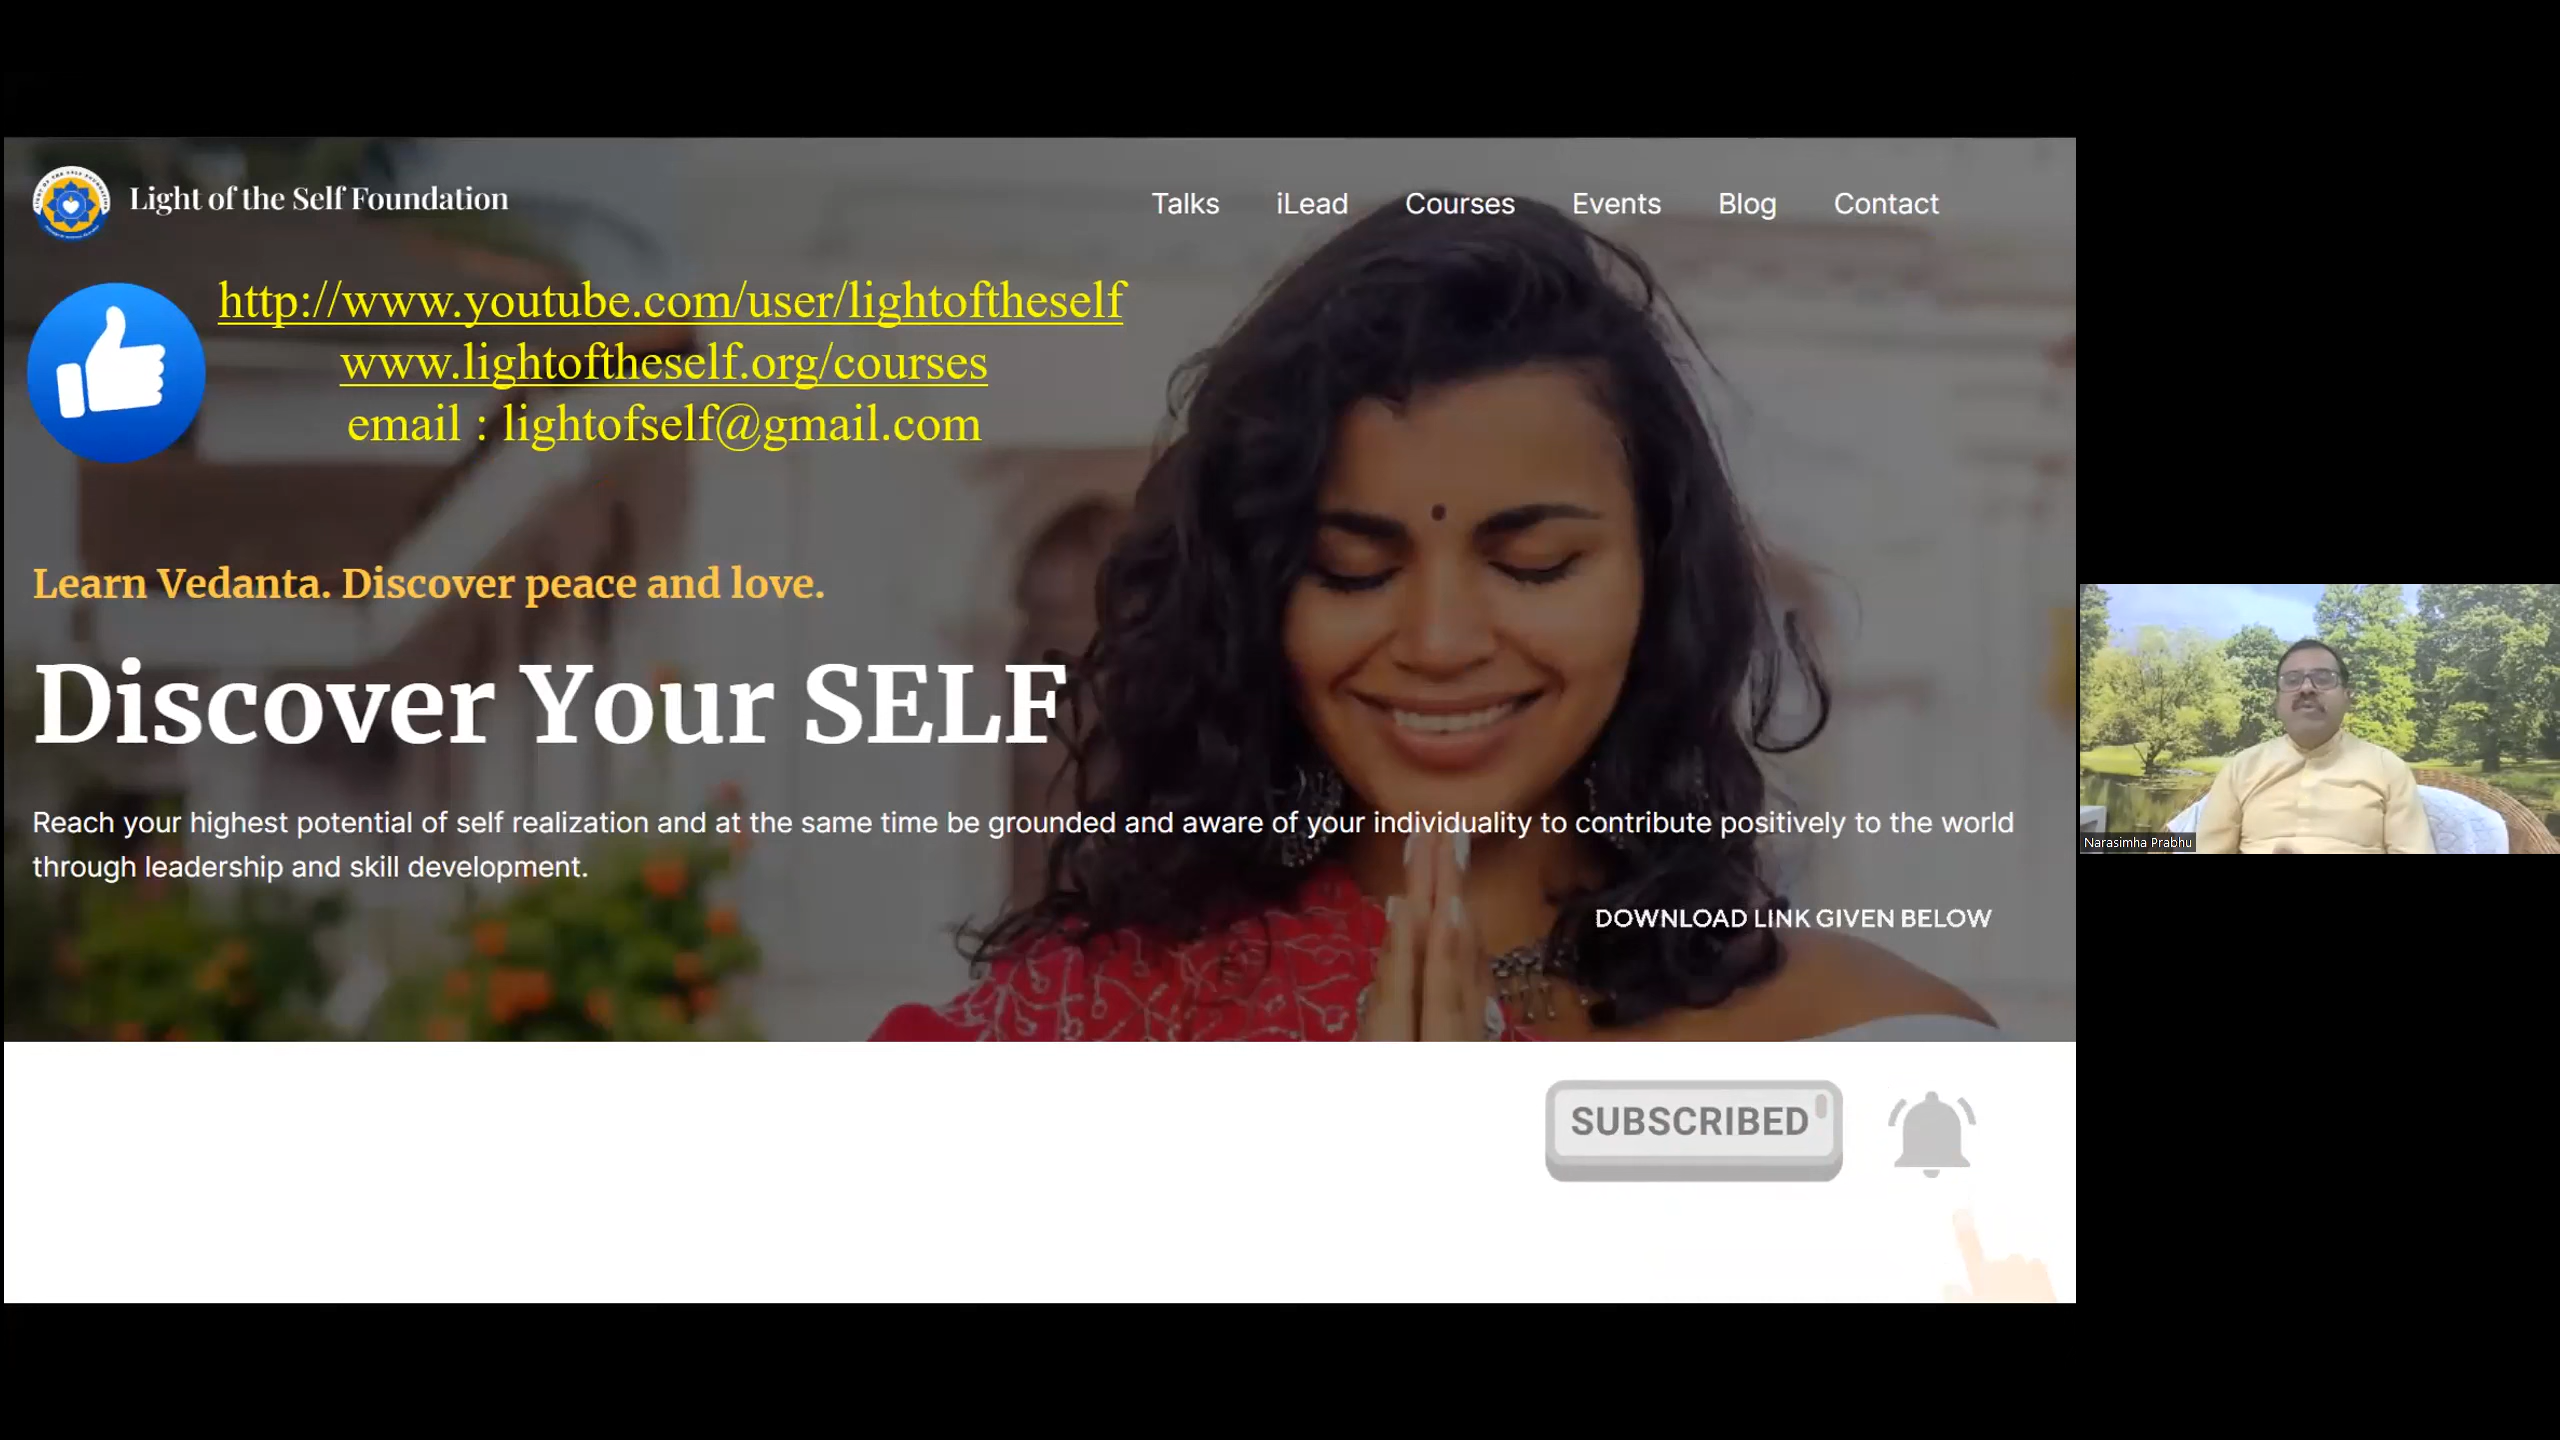 Light of the Self Foundation
Talks iLead Courses Events Blog Contact
http://www.youtube.com/user/lightoftheself
www.lightoftheself.org/courses
email : lightofself@gmail.com
Learn Vedanta. Discover peace and love.
Discover Your SELF
Reach your highest potential of self realization and at the same time be grounded and aware of your individuality to contribute positively to the world
through leadership and skill development.
DOWNLOAD LINK GIVEN BELOW
SUBSCRIBED
Narasimha Prabhu